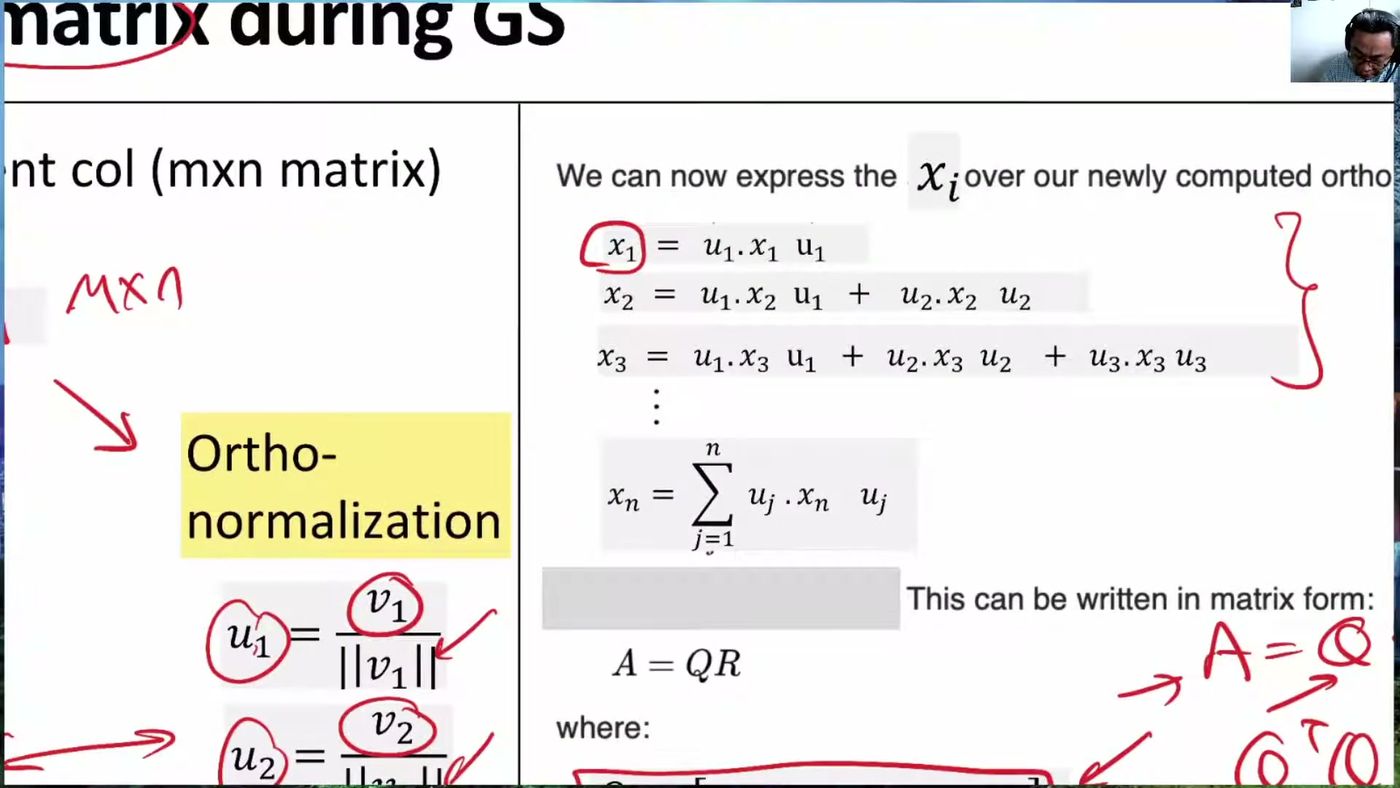 matrix during GS
nt col (mxn matrix)
mxn
Ortho-
normalization
u₁ = v₁ / ||v₁||
u₂ = v₂
We can now express the xᵢ over our newly computed ortho
x₁ = u₁.x₁ u₁
x₂ = u₁.x₂ u₁ + u₂.x₂ u₂
x₃ = u₁.x₃ u₁ + u₂.x₃ u₂ + u₃.x₃ u₃
⋮
xₙ = ∑ⁿⱼ₌₁ uⱼ.xₙ uⱼ
This can be written in matrix form:
A = QR
A = Q
where:
QᵀQ